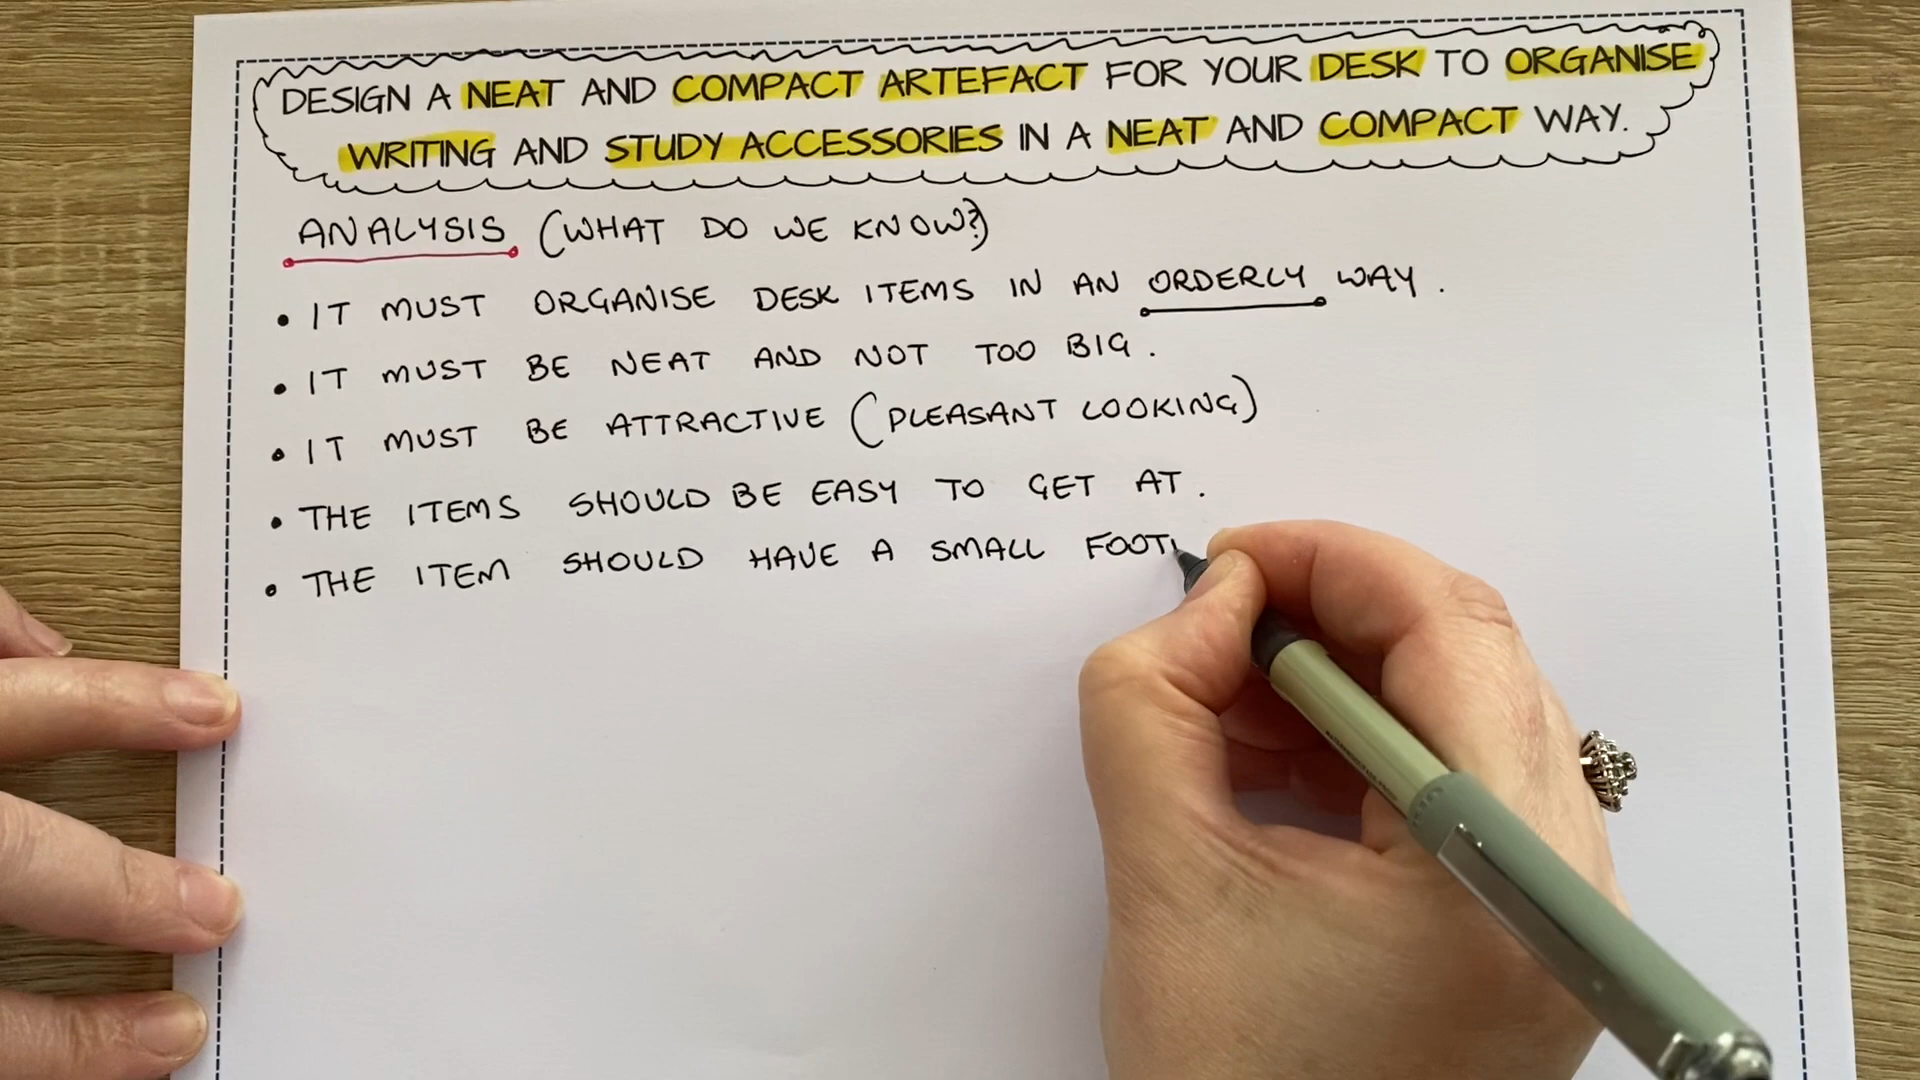 DESIGN A NEAT AND COMPACT ARTEFACT FOR YOUR DESK TO ORGANISE
WRITING AND STUDY ACCESSORIES IN A NEAT AND COMPACT WAY.
ANALYSIS (WHAT DO WE KNOW?)
• IT MUST ORGANISE DESK ITEMS IN AN ORDERLY WAY.
• IT MUST BE NEAT AND NOT TOO BIG.
• IT MUST BE ATTRACTIVE (PLEASANT LOOKING)
• THE ITEMS SHOULD BE EASY TO GET AT.
• THE ITEM SHOULD HAVE A SMALL FOOT